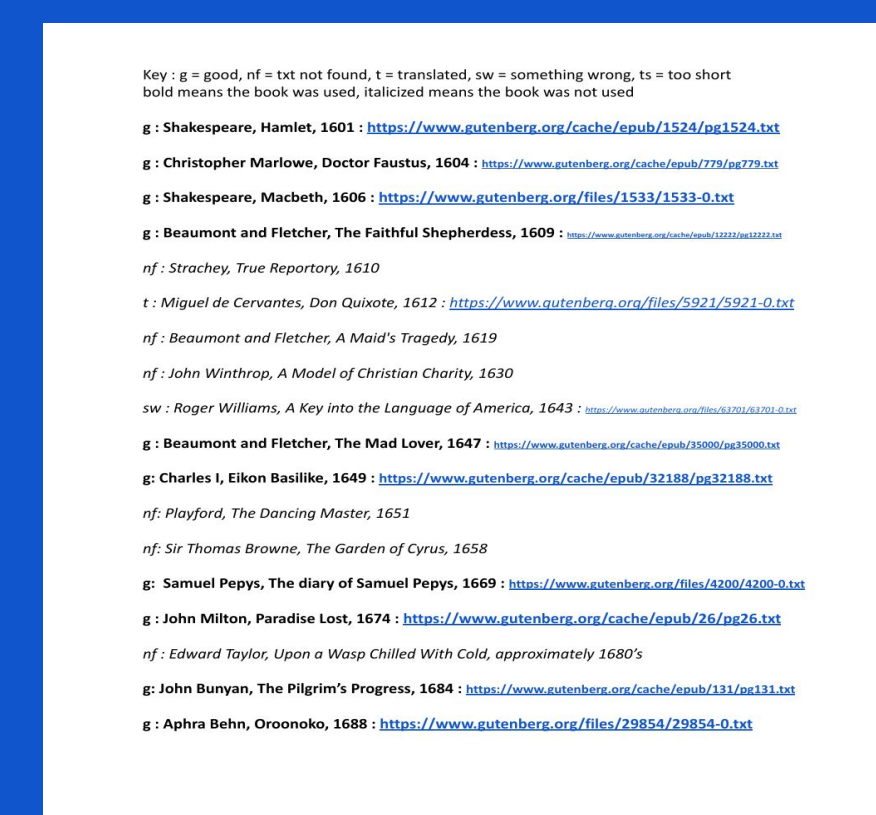 Key : g = good, nf = txt not found, t = translated, sw = something wrong, ts = too short
bold means the book was used, italicized means the book was not used
g : Shakespeare, Hamlet, 1601 : https://www.gutenberg.org/cache/epub/1524/pg1524.txt
g : Christopher Marlowe, Doctor Faustus, 1604 : https://www.gutenberg.org/cache/epub/779/pg779.txt
g : Shakespeare, Macbeth, 1606 : https://www.gutenberg.org/files/1533/1533-0.txt
g : Beaumont and Fletcher, The Faithful Shepherdess, 1609 : https://www.gutenberg.org/cache/epub/12222/pg12222.txt
nf : Strachey, True Reportory, 1610
t : Miguel de Cervantes, Don Quixote, 1612 : https://www.gutenberg.org/files/5921/5921-0.txt
nf : Beaumont and Fletcher, A Maid's Tragedy, 1619
nf : John Winthrop, A Model of Christian Charity, 1630
sw : Roger Williams, A Key into the Language of America, 1643 : https://www.gutenberg.org/files/63701/63701-0.txt
g : Beaumont and Fletcher, The Mad Lover, 1647 : https://www.gutenberg.org/cache/epub/35000/pg35000.txt
g: Charles I, Eikon Basilike, 1649 : https://www.gutenberg.org/cache/epub/32188/pg32188.txt
nf: Playford, The Dancing Master, 1651
nf: Sir Thomas Browne, The Garden of Cyrus, 1658
g:  Samuel Pepys, The diary of Samuel Pepys, 1669 : https://www.gutenberg.org/files/4200/4200-0.txt
g : John Milton, Paradise Lost, 1674 : https://www.gutenberg.org/cache/epub/26/pg26.txt
nf : Edward Taylor, Upon a Wasp Chilled With Cold, approximately 1680’s
g: John Bunyan, The Pilgrim’s Progress, 1684 : https://www.gutenberg.org/cache/epub/131/pg131.txt
g : Aphra Behn, Oroonoko, 1688 : https://www.gutenberg.org/files/29854/29854-0.txt